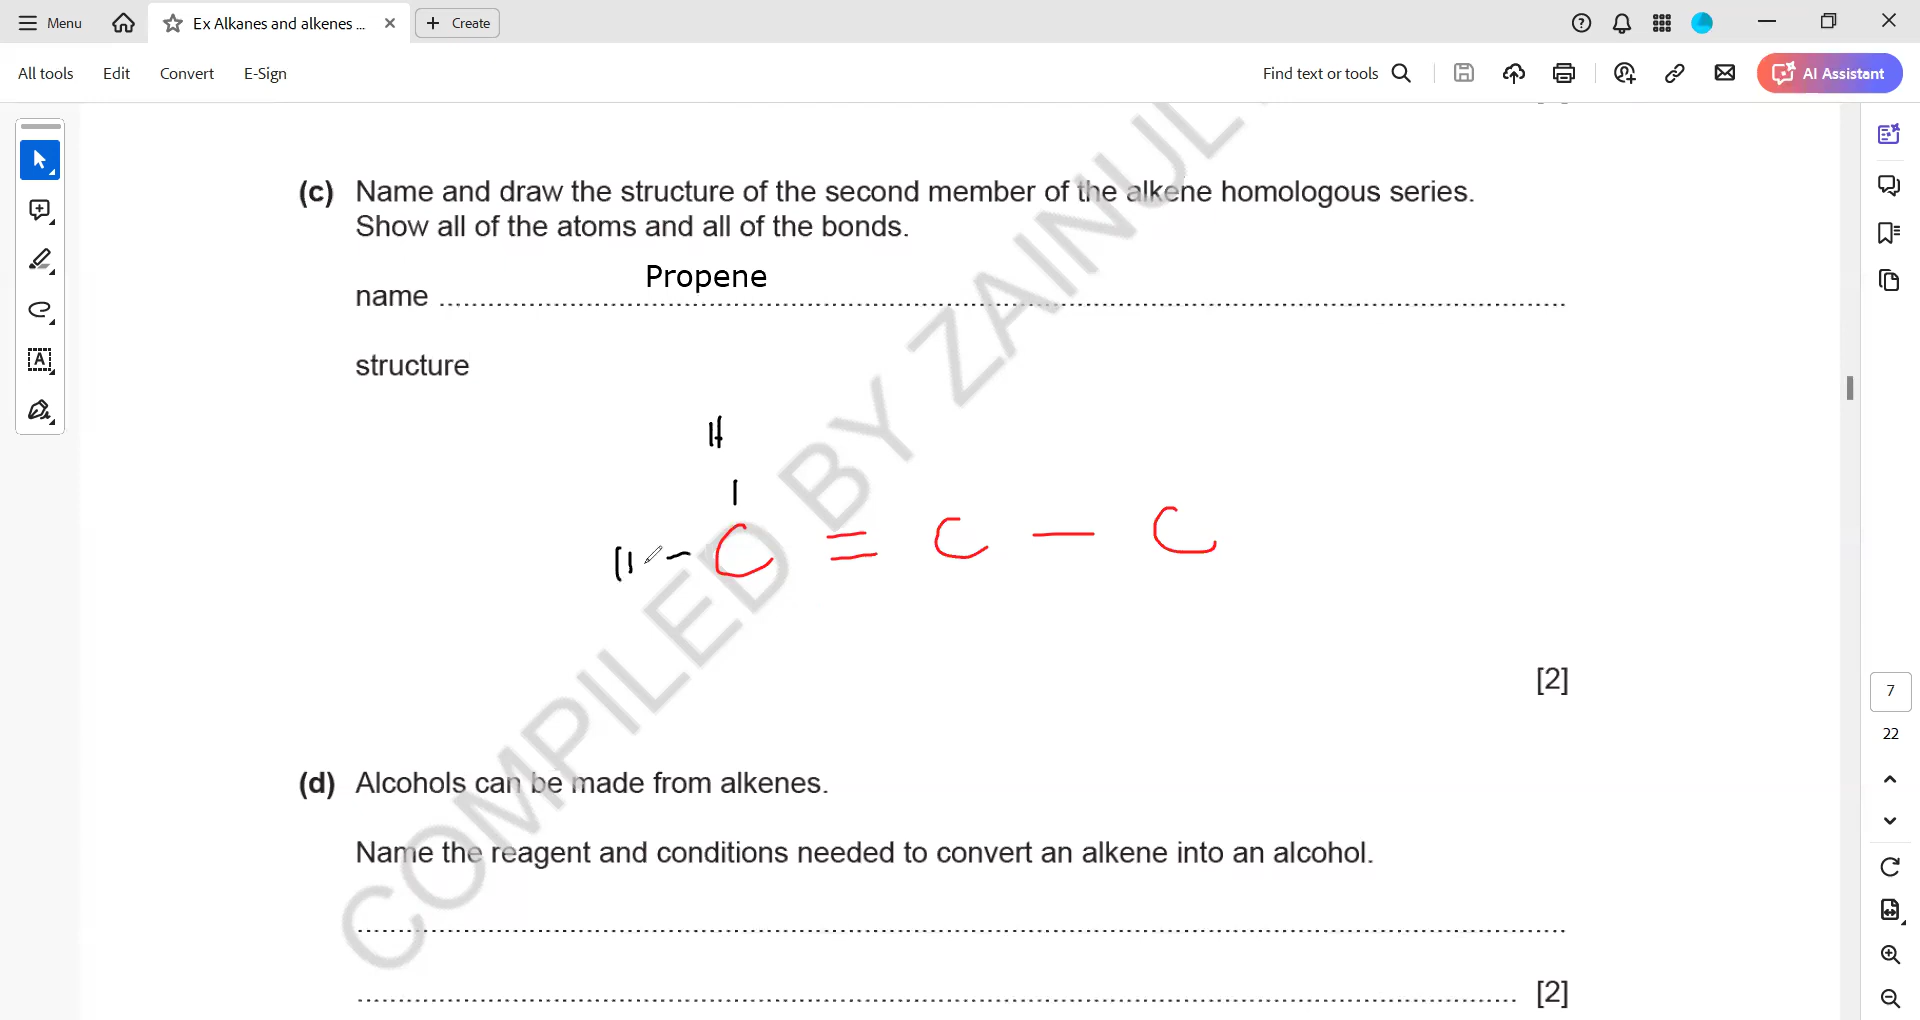 Menu
Ex Alkanes and alkenes ...
Create
All tools
Edit
Convert
E-Sign
Find text or tools
AI Assistant
(c) Name and draw the structure of the second member of the alkene homologous series.
Show all of the atoms and all of the bonds.
Propene
name
structure
H
C = C — C
[2]
(d) Alcohols can be made from alkenes.
Name the reagent and conditions needed to convert an alkene into an alcohol.
[2]
COMPILED BY ZAINUL
7
22